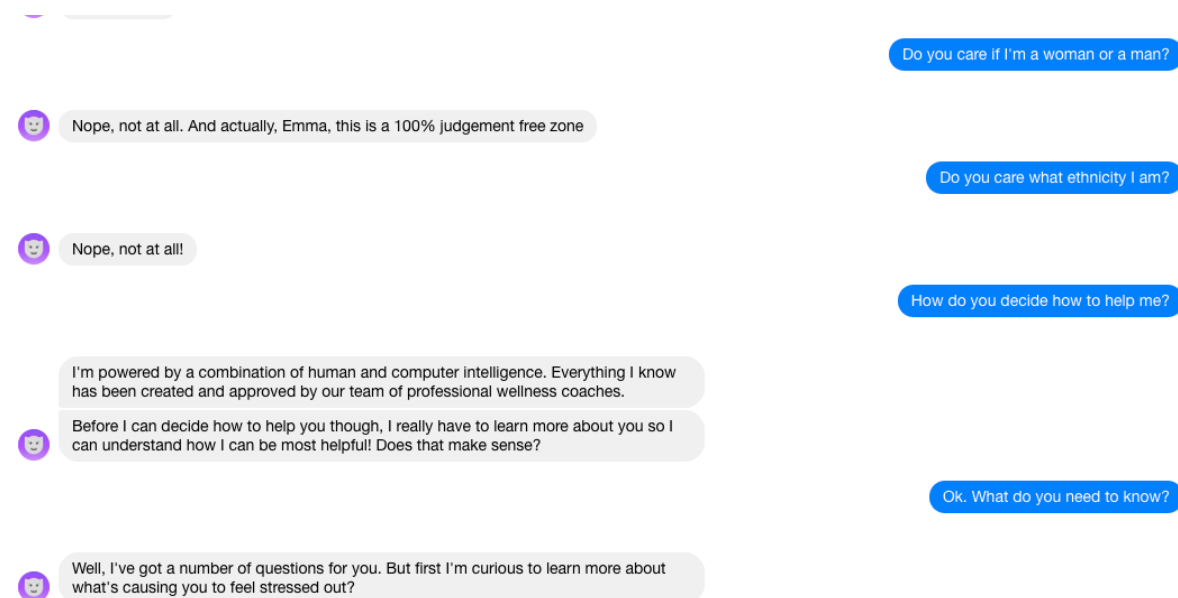 Do you care if I'm a woman or a man?
Nope, not at all. And actually, Emma, this is a 100% judgement free zone
Do you care what ethnicity I am?
Nope, not at all!
How do you decide how to help me?
I'm powered by a combination of human and computer intelligence. Everything I know
has been created and approved by our team of professional wellness coaches.
Before I can decide how to help you though, I really have to learn more about you so I
can understand how I can be most helpful! Does that make sense?
Ok. What do you need to know?
Well, I've got a number of questions for you. But first I'm curious to learn more about
what's causing you to feel stressed out?